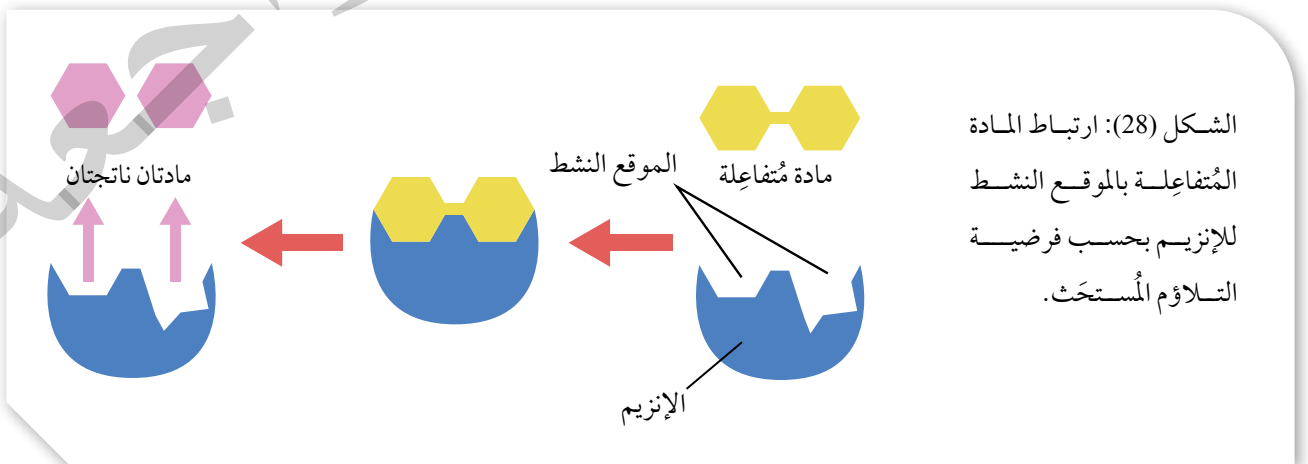 الشكل (28): ارتباط المادة
المُتفاعِلة بالموقع النشط
للإنزيم بحسب فرضية
التلاؤم المُستحَث.
مادة مُتفاعِلة
الموقع النشط
الإنزيم
مادتان ناتجتان